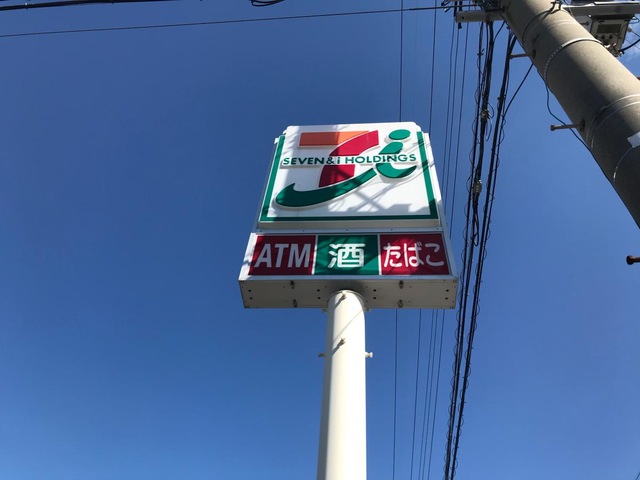 SEVEN & i HOLDINGS
ATM 酒 たばこ